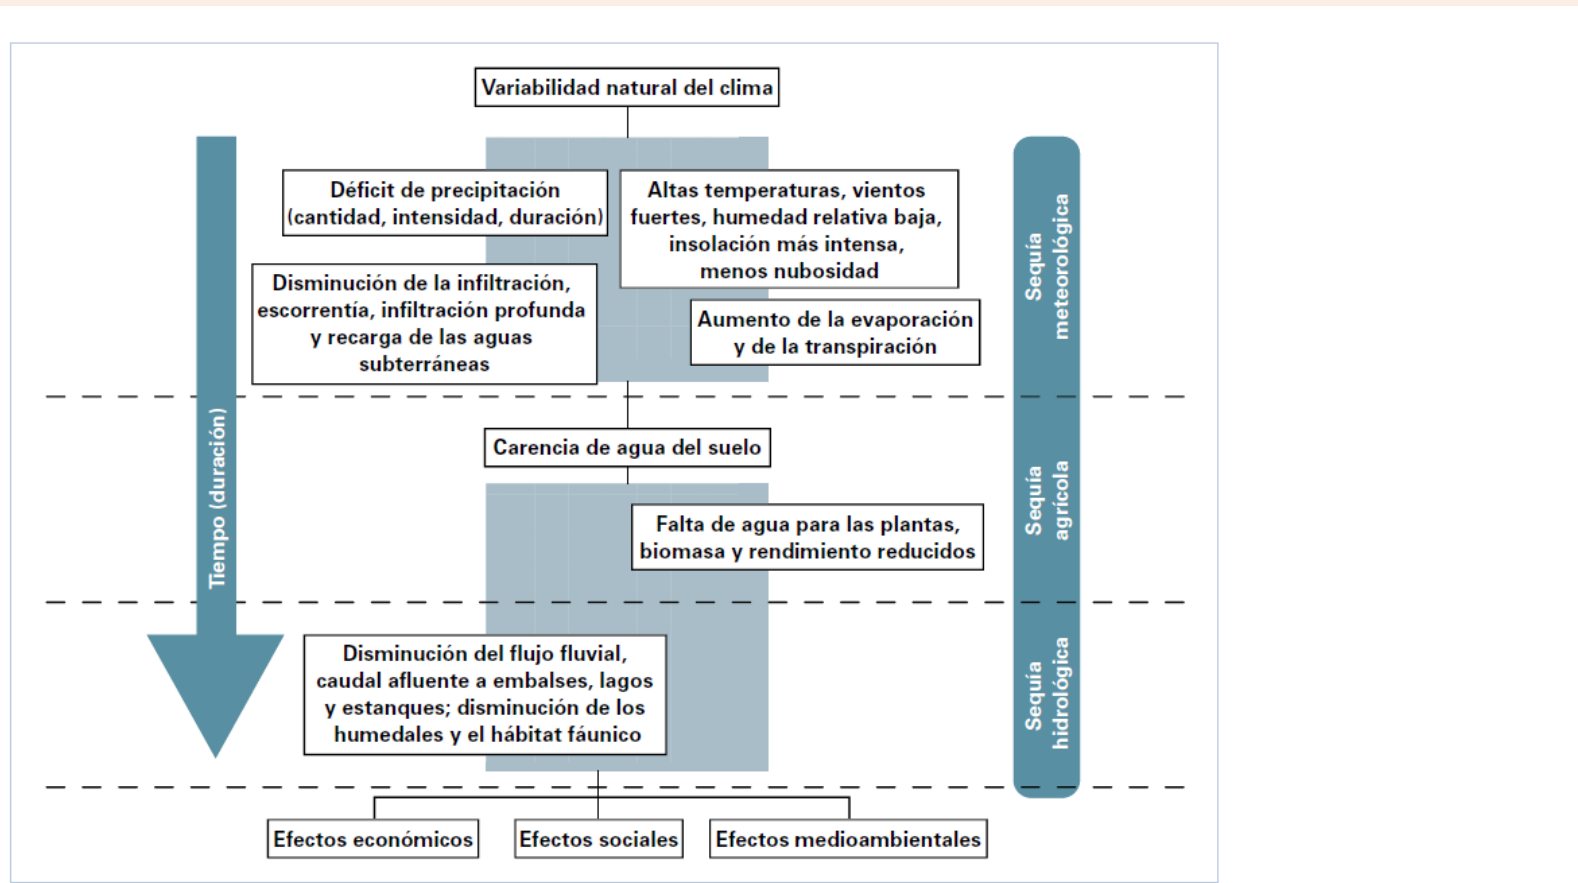 Variabilidad natural del clima
Déficit de precipitación
(cantidad, intensidad, duración)
Altas temperaturas, vientos
fuertes, humedad relativa baja,
insolación más intensa,
menos nubosidad
Disminución de la infiltración,
escorrentía, infiltración profunda
y recarga de las aguas
subterráneas
Aumento de la evaporación
y de la transpiración
Sequía
meteorológica
Tiempo (duración)
Carencia de agua del suelo
Falta de agua para las plantas,
biomasa y rendimiento reducidos
Sequía
agrícola
Disminución del flujo fluvial,
caudal afluente a embalses, lagos
y estanques; disminución de los
humedales y el hábitat fáunico
Sequía
hidrológica
Efectos económicos
Efectos sociales
Efectos medioambientales